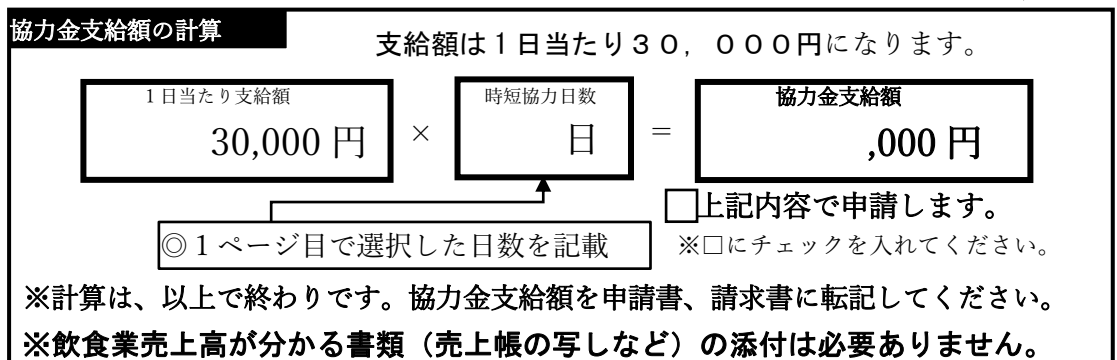 協力金支給額の計算
支給額は１日当たり３０，０００円になります。
１日当たり支給額
30,000 円
×
時短協力日数
日
＝
協力金支給額
,000 円
□上記内容で申請します。
◎１ページ目で選択した日数を記載
※□にチェックを入れてください。
※計算は、以上で終わりです。協力金支給額を申請書、請求書に転記してください。
※飲食業売上高が分かる書類（売上帳の写しなど）の添付は必要ありません。